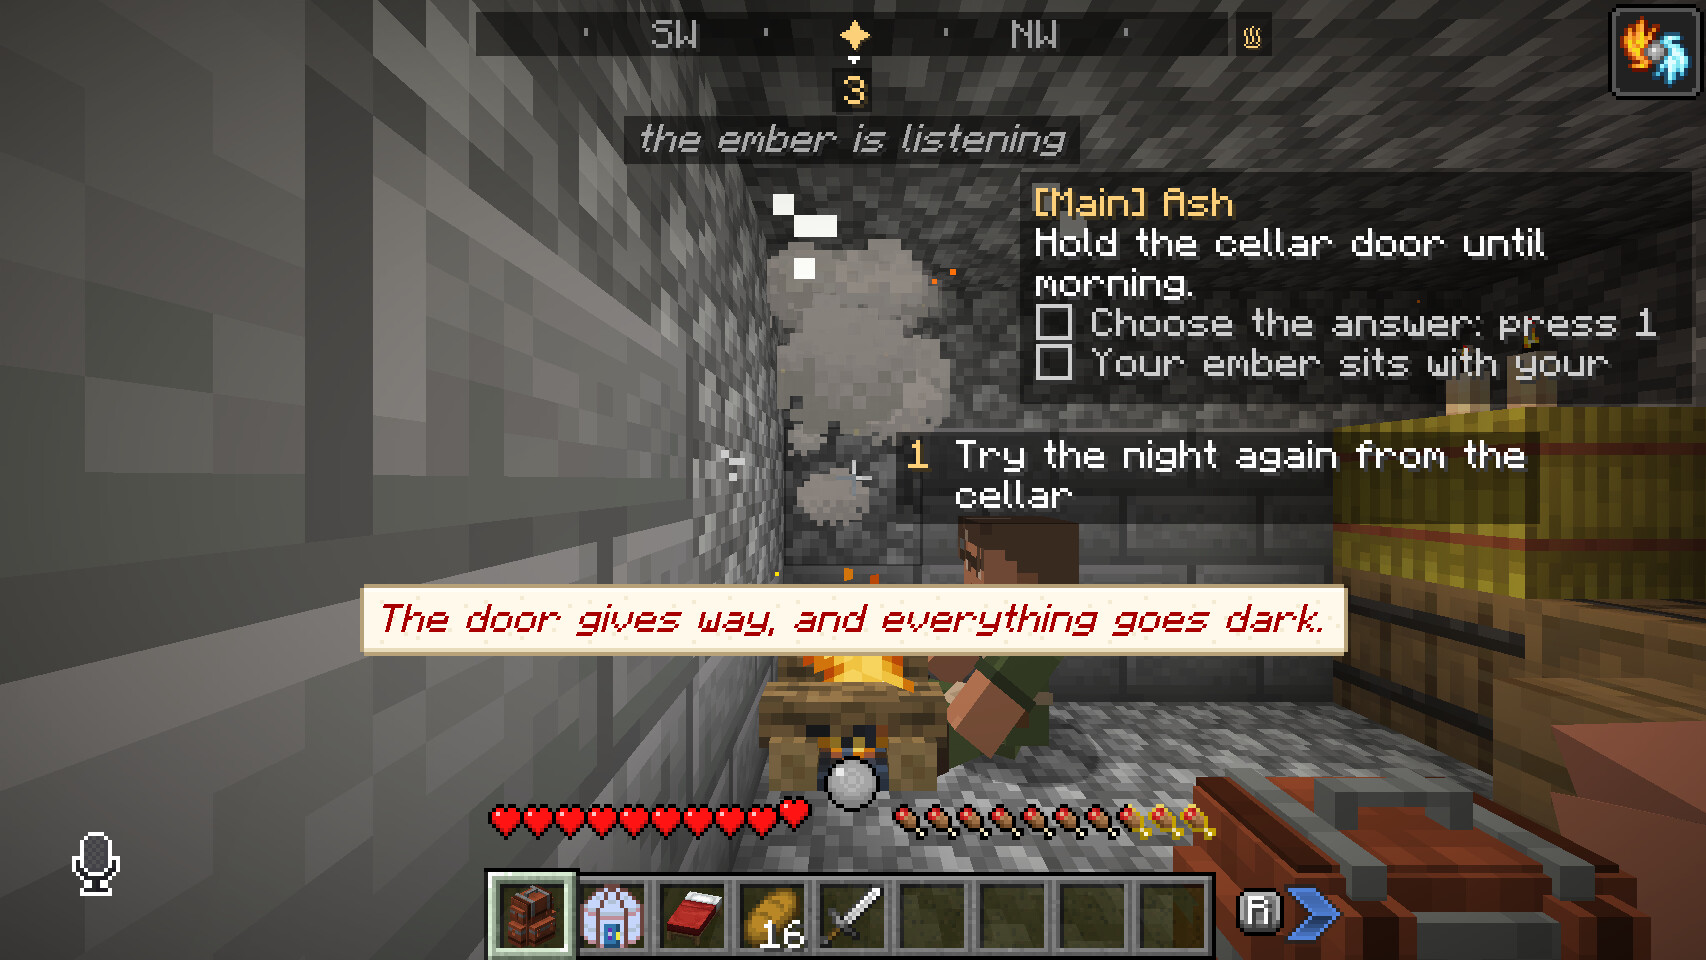 SW
NW
3
the ember is listening
[Main] Ash
Hold the cellar door until
morning.
Choose the answer: press 1
Your ember sits with your
1 Try the night again from the
cellar
The door gives way, and everything goes dark.
16
R